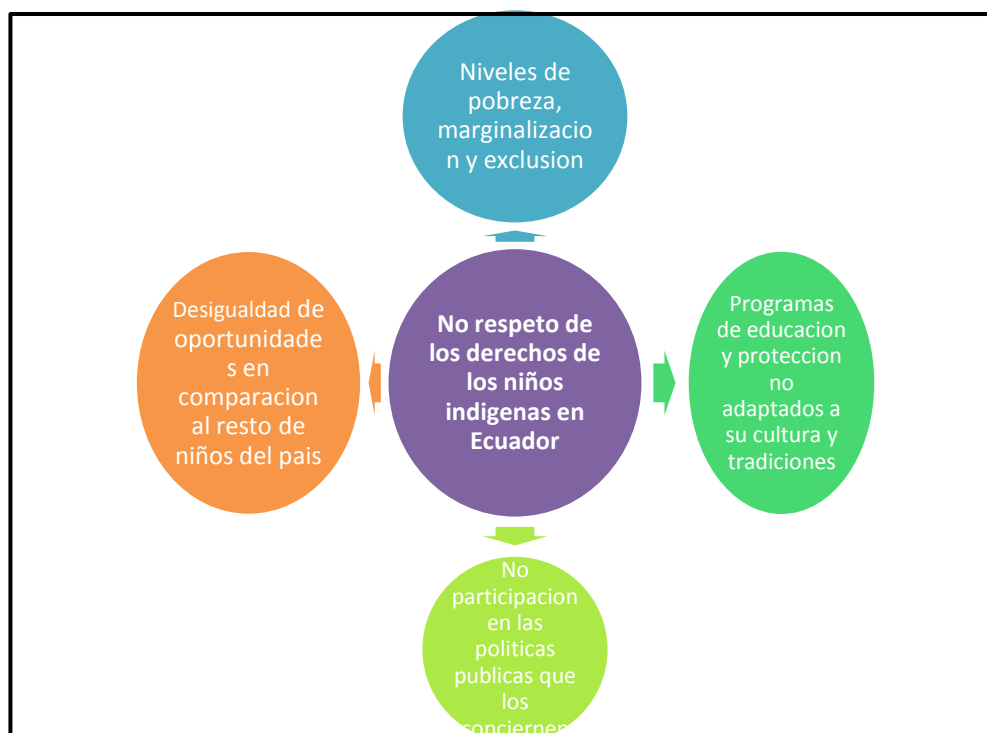 Niveles de
pobreza,
marginalizacio
n y exclusion
Desigualdad de
oportunidade
s en
comparacion
al resto de
niños del pais
No respeto de
los derechos de
los niños
indigenas en
Ecuador
Programas
de educacion
y proteccion
no
adaptados a
su cultura y
tradiciones
No
participacion
en las
politicas
publicas que
los
conciernen